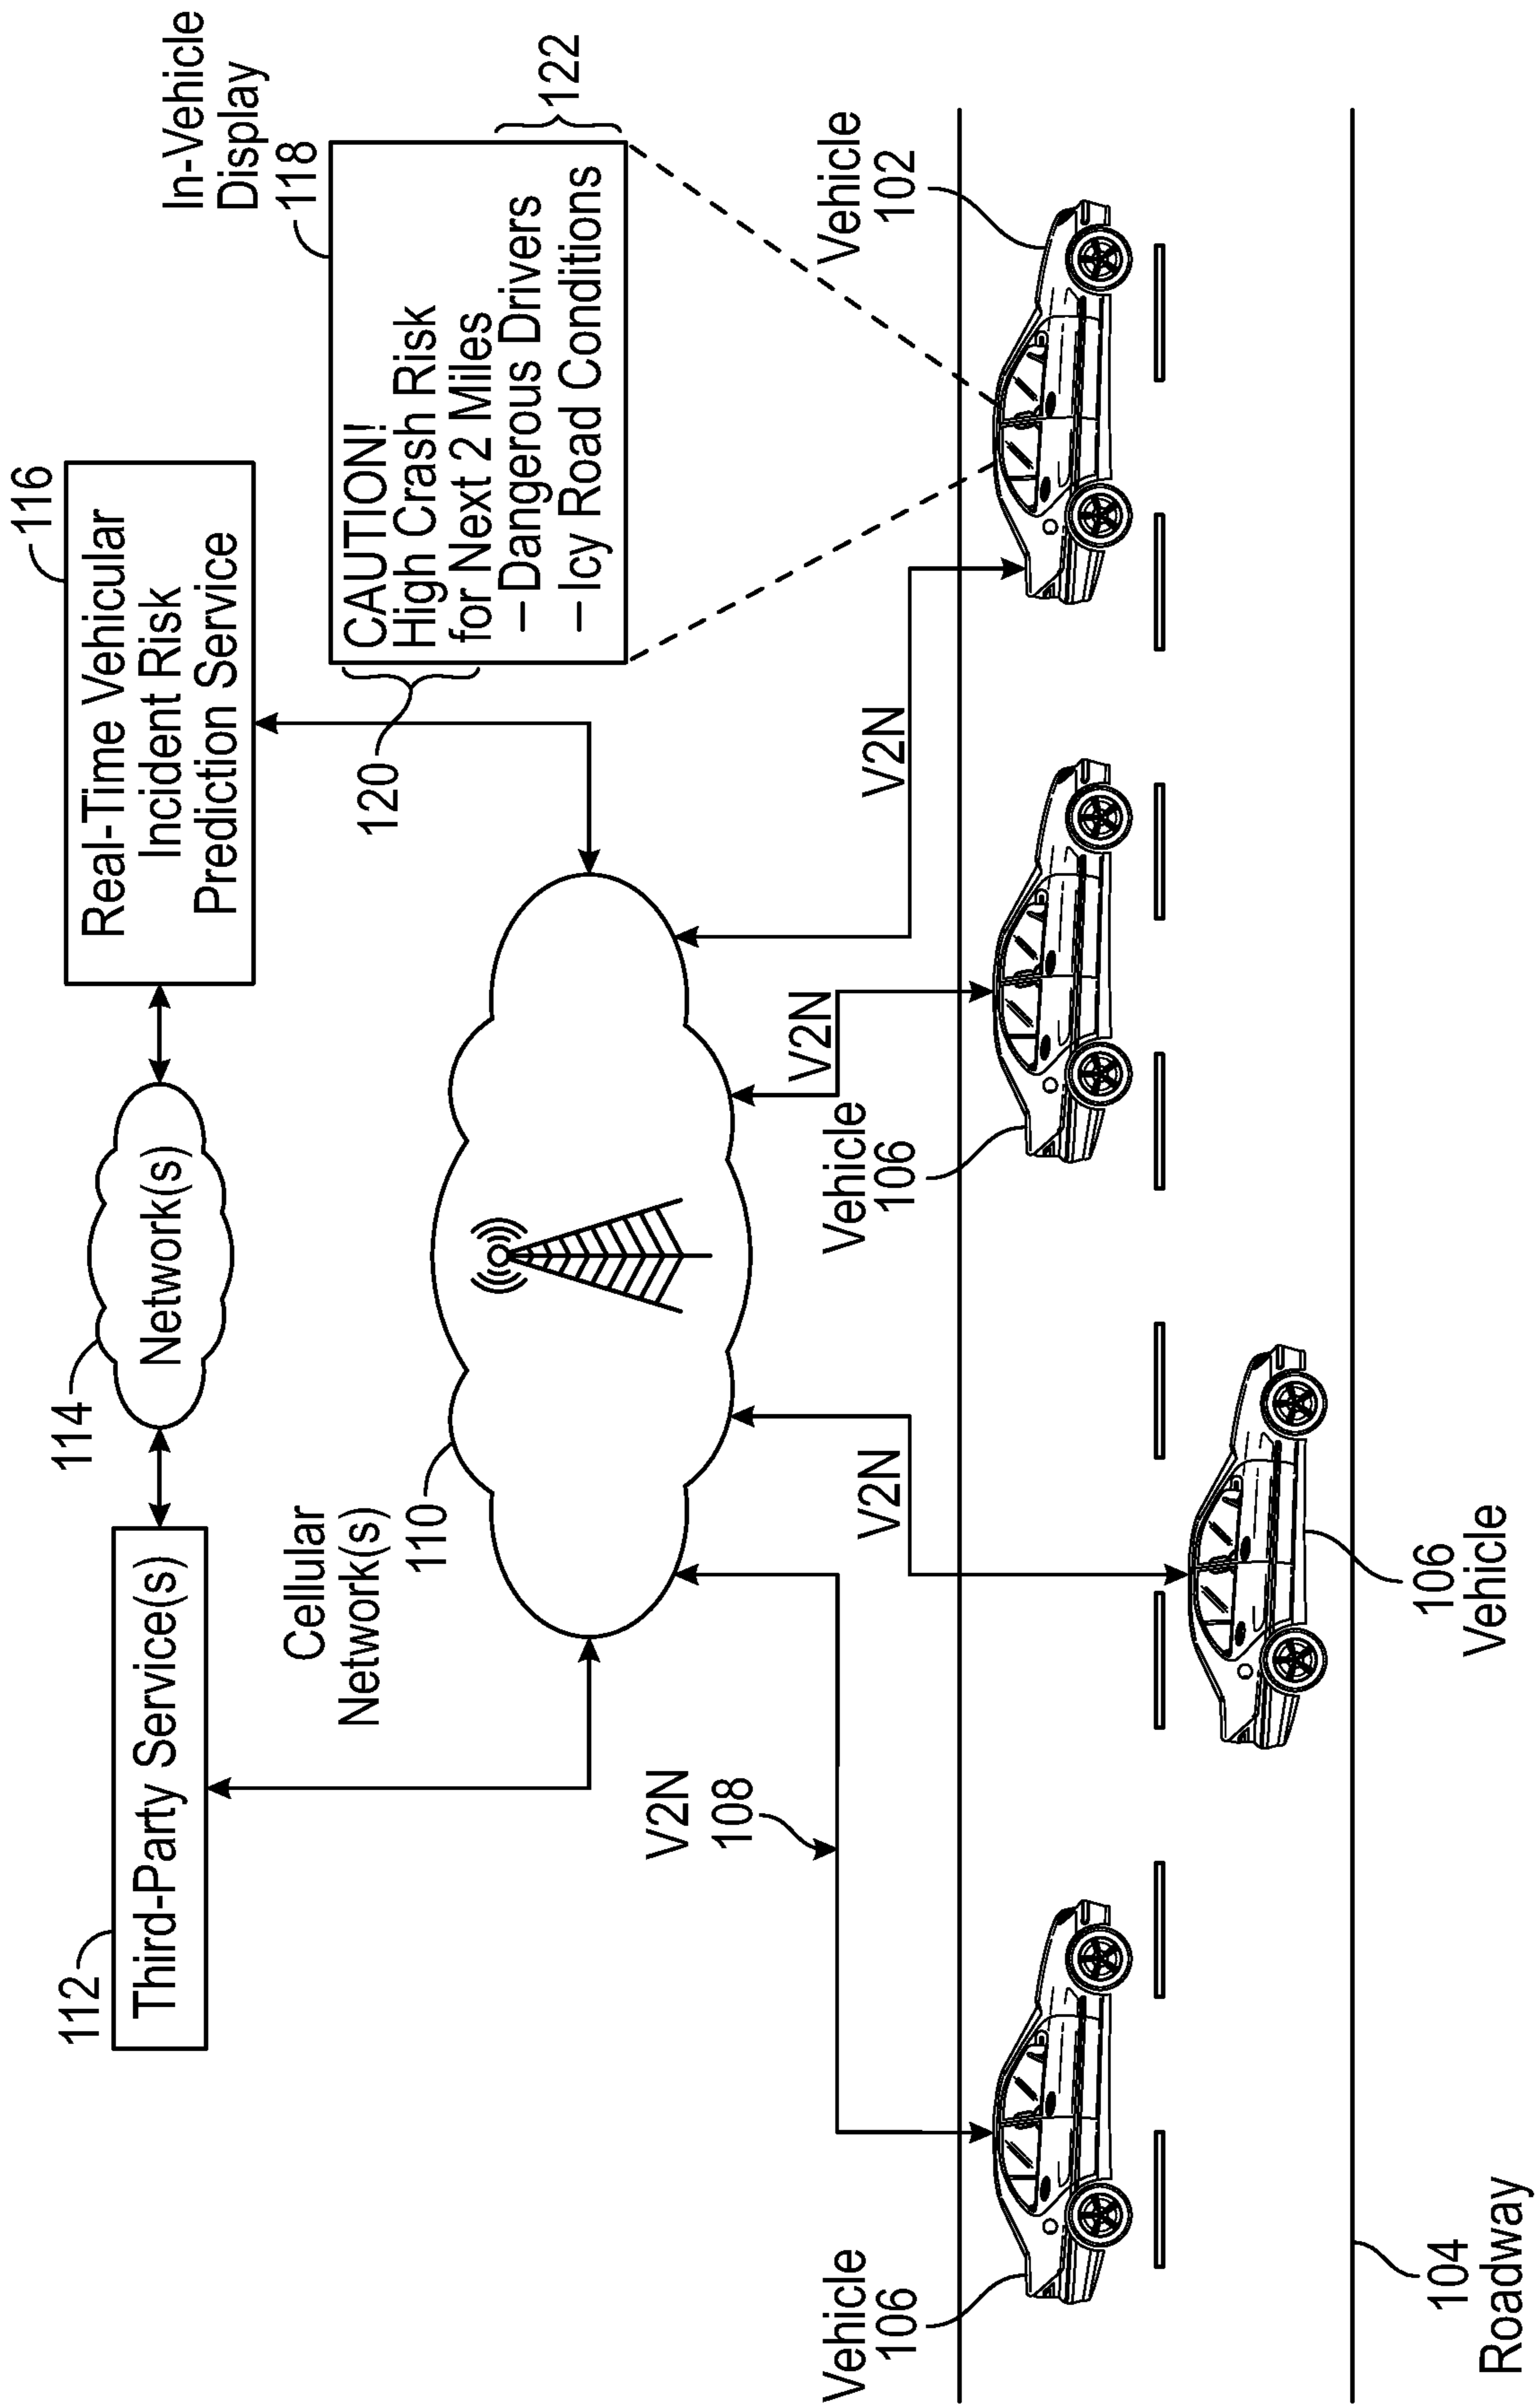 112
Third-Party Service(s)
114
Network(s)
116
Real-Time Vehicular
Incident Risk
Prediction Service
In-Vehicle
Display
118
CAUTION!
High Crash Risk
for Next 2 Miles
– Dangerous Drivers
– Icy Road Conditions
120
122
Cellular
Network(s)
110
V2N
108
V2N
V2N
V2N
Vehicle
106
Vehicle
106
Vehicle
102
106
Vehicle
104
Roadway